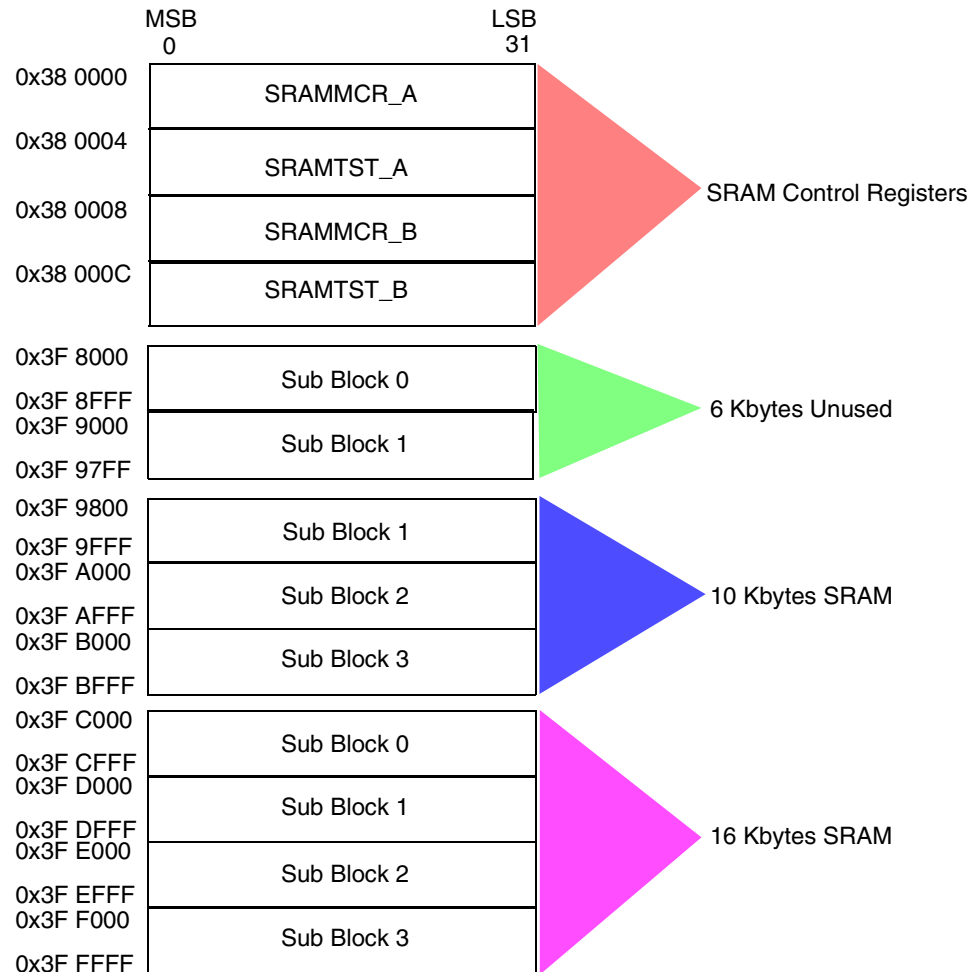 MSB LSB
0 31
0x38 0000
SRAMMCR_A
0x38 0004
SRAMTST_A
SRAM Control Registers
0x38 0008
SRAMMCR_B
0x38 000C
SRAMTST_B
0x3F 8000
Sub Block 0
0x3F 8FFF
6 Kbytes Unused
0x3F 9000
Sub Block 1
0x3F 97FF
0x3F 9800
Sub Block 1
0x3F 9FFF
0x3F A000
Sub Block 2
10 Kbytes SRAM
0x3F AFFF
0x3F B000
Sub Block 3
0x3F BFFF
0x3F C000
Sub Block 0
0x3F CFFF
0x3F D000
Sub Block 1
0x3F DFFF
16 Kbytes SRAM
0x3F E000
Sub Block 2
0x3F EFFF
0x3F F000
Sub Block 3
0x3F FFFF